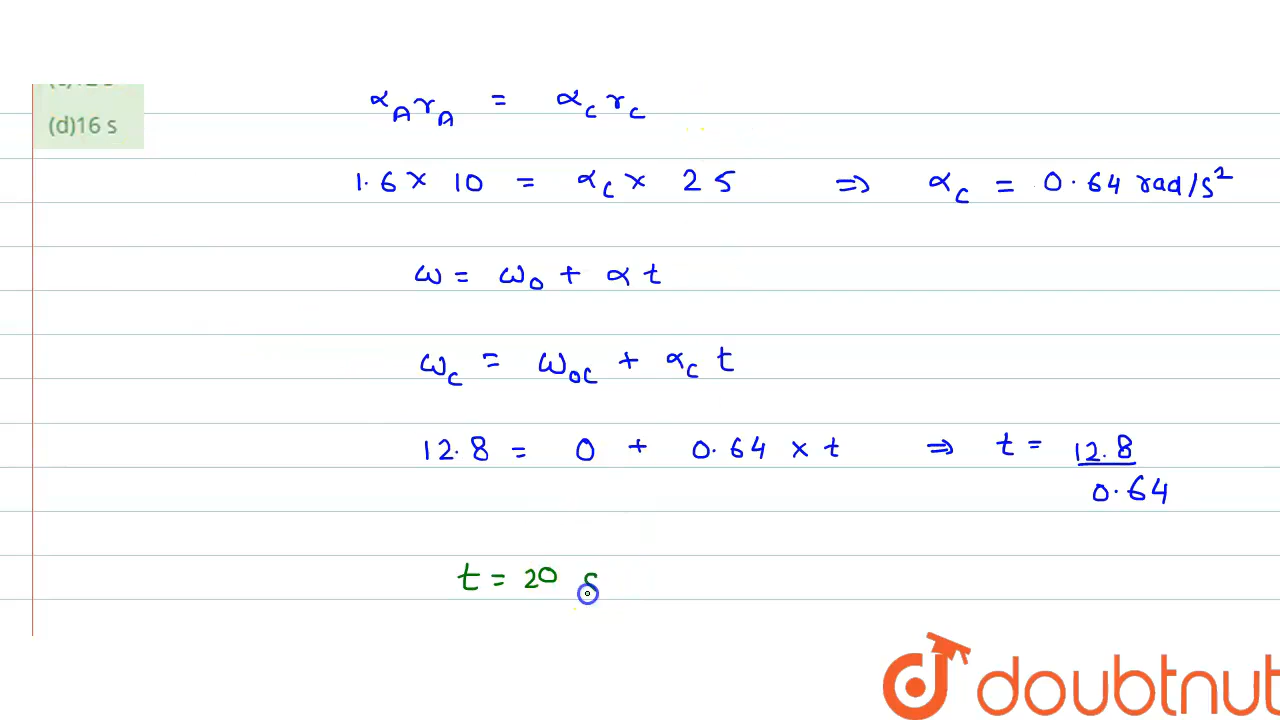 (d)16 s
α_A r_A = α_C r_C
1.6 × 10 = α_C × 25 ⇒ α_C = 0.64 rad/s²
ω = ω_0 + α t
ω_C = ω_0C + α_C t
12.8 = 0 + 0.64 × t ⇒ t = 12.8/0.64
t = 20 s
doubtnut